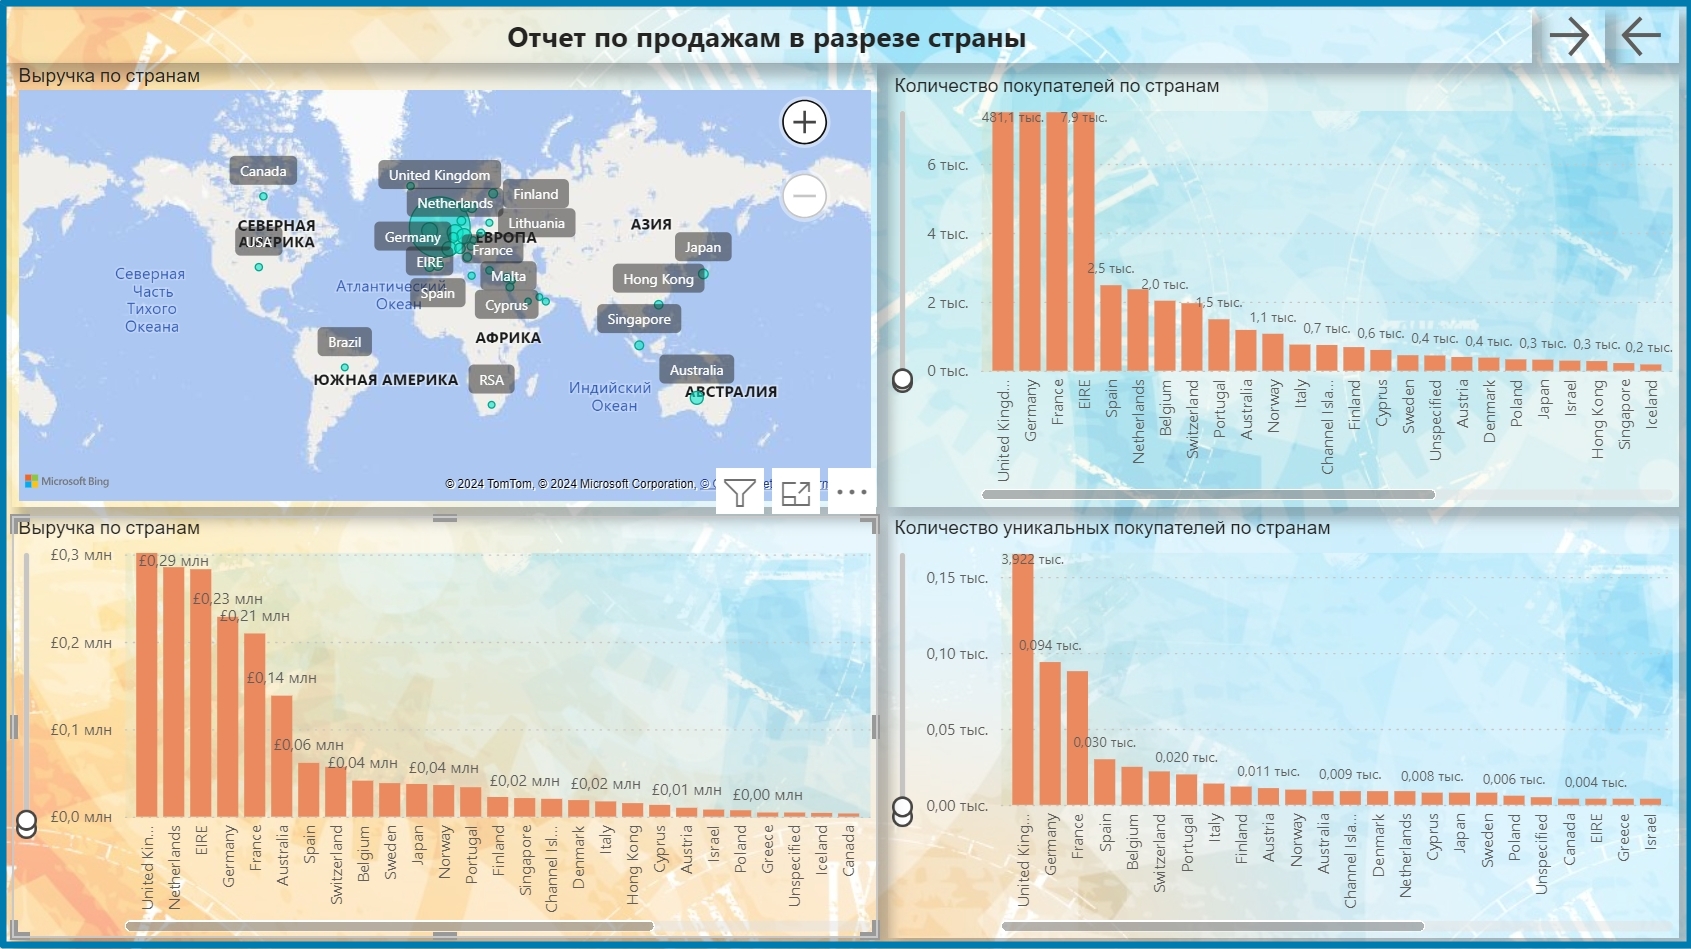 Отчет по продажам в разрезе страны
Выручка по странам
Canada
United Kingdom
Finland
Netherlands
Lithuania
СЕВЕРНАЯ
АМЕРИКА
USA
Germany
ЕВРОПА
АЗИЯ
France
Japan
EIRE
Malta
Hong Kong
Северная
Часть
Тихого
Океана
Атлантический
Океан
Spain
Cyprus
Singapore
АФРИКА
Brazil
ЮЖНАЯ АМЕРИКА
RSA
Индийский
Океан
Australia
АВСТРАЛИЯ
Microsoft Bing
© 2024 TomTom, © 2024 Microsoft Corporation,
Количество покупателей по странам
6 тыс.
4 тыс.
2 тыс.
0 тыс.
481,1 тыс.
7,9 тыс.
2,5 тыс.
2,0 тыс.
1,5 тыс.
1,1 тыс.
0,7 тыс.
0,6 тыс.
0,4 тыс.
0,4 тыс.
0,3 тыс.
0,3 тыс.
0,2 тыс.
United Kingd...
Germany
France
EIRE
Spain
Netherlands
Belgium
Switzerland
Portugal
Australia
Norway
Italy
Channel Isla...
Finland
Cyprus
Sweden
Unspecified
Austria
Denmark
Poland
Japan
Israel
Hong Kong
Singapore
Iceland
Выручка по странам
£0,3 млн
£0,2 млн
£0,1 млн
£0,0 млн
£0,29 млн
£0,23 млн
£0,21 млн
£0,14 млн
£0,06 млн
£0,04 млн
£0,04 млн
£0,02 млн
£0,02 млн
£0,01 млн
£0,00 млн
United Kin...
Netherlands
EIRE
Germany
France
Australia
Spain
Switzerland
Belgium
Sweden
Japan
Norway
Portugal
Finland
Singapore
Channel Isl...
Denmark
Italy
Hong Kong
Cyprus
Austria
Israel
Poland
Greece
Unspecified
Iceland
Canada
Количество уникальных покупателей по странам
0,15 тыс.
0,10 тыс.
0,05 тыс.
0,00 тыс.
3,922 тыс.
0,094 тыс.
0,030 тыс.
0,020 тыс.
0,011 тыс.
0,009 тыс.
0,008 тыс.
0,006 тыс.
0,004 тыс.
United King...
Germany
France
Spain
Belgium
Switzerland
Portugal
Italy
Finland
Austria
Norway
Australia
Channel Isla...
Denmark
Netherlands
Cyprus
Japan
Sweden
Poland
Unspecified
Canada
EIRE
Greece
Israel